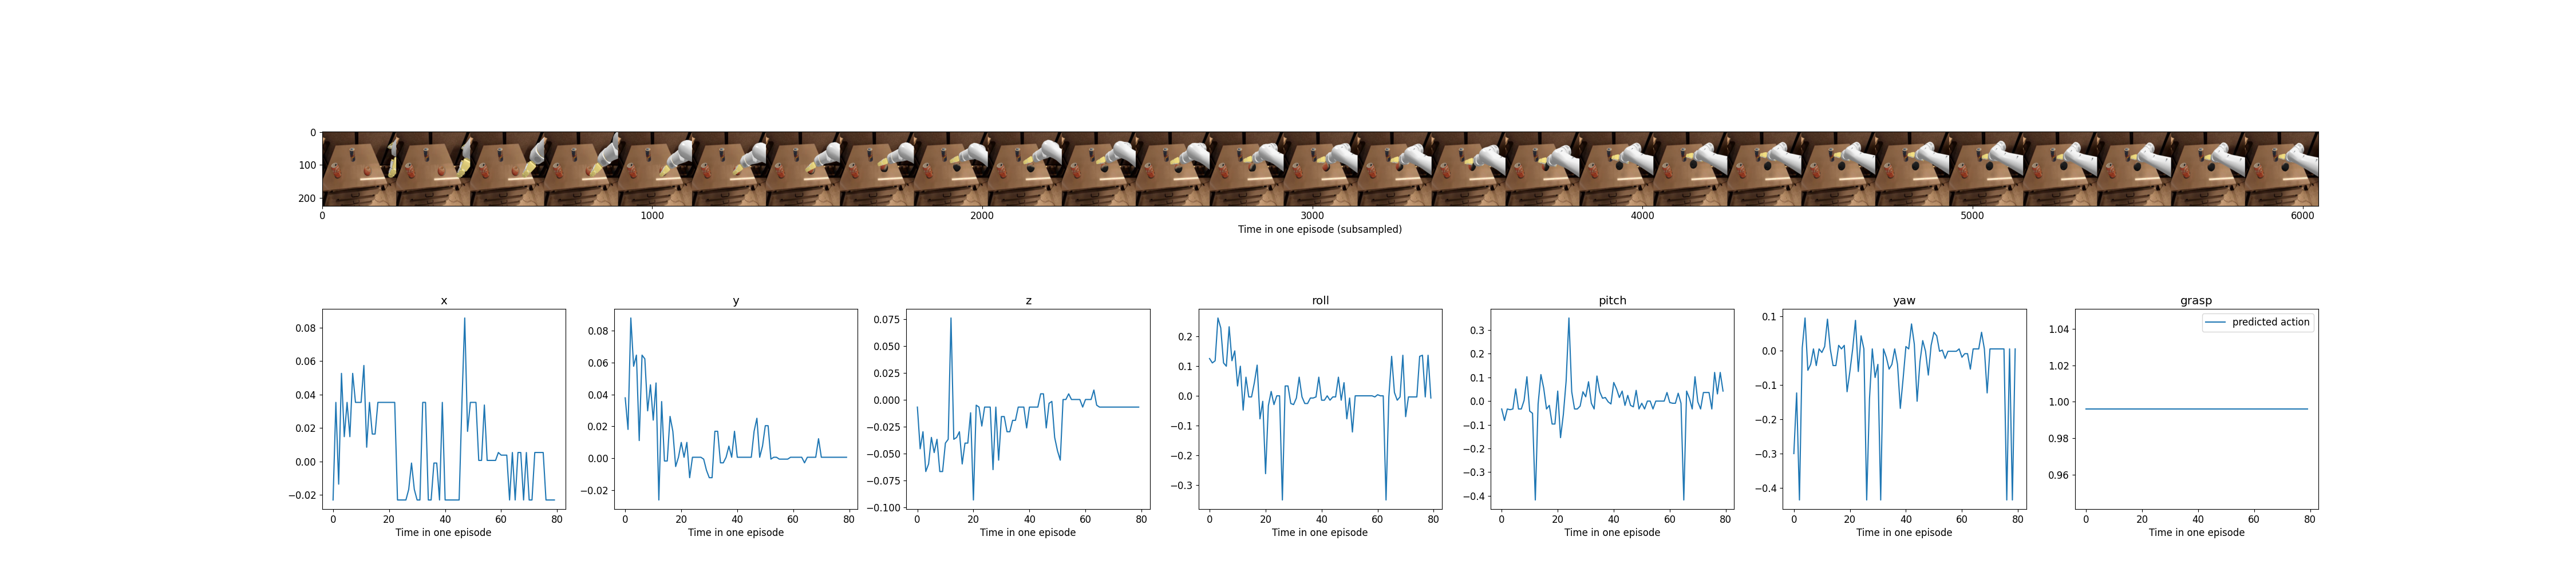 0
100
200
0 1000 2000 3000 4000 5000 6000
Time in one episode (subsampled)
x
0.08
0.06
0.04
0.02
0.00
−0.02
0 20 40 60 80
Time in one episode
y
0.08
0.06
0.04
0.02
0.00
−0.02
0 20 40 60 80
Time in one episode
z
0.075
0.050
0.025
0.000
−0.025
−0.050
−0.075
−0.100
0 20 40 60 80
Time in one episode
roll
0.2
0.1
0.0
−0.1
−0.2
−0.3
0 20 40 60 80
Time in one episode
pitch
0.3
0.2
0.1
0.0
−0.1
−0.2
−0.3
−0.4
0 20 40 60 80
Time in one episode
yaw
0.1
0.0
−0.1
−0.2
−0.3
−0.4
0 20 40 60 80
Time in one episode
grasp
predicted action
1.04
1.02
1.00
0.98
0.96
0 20 40 60 80
Time in one episode